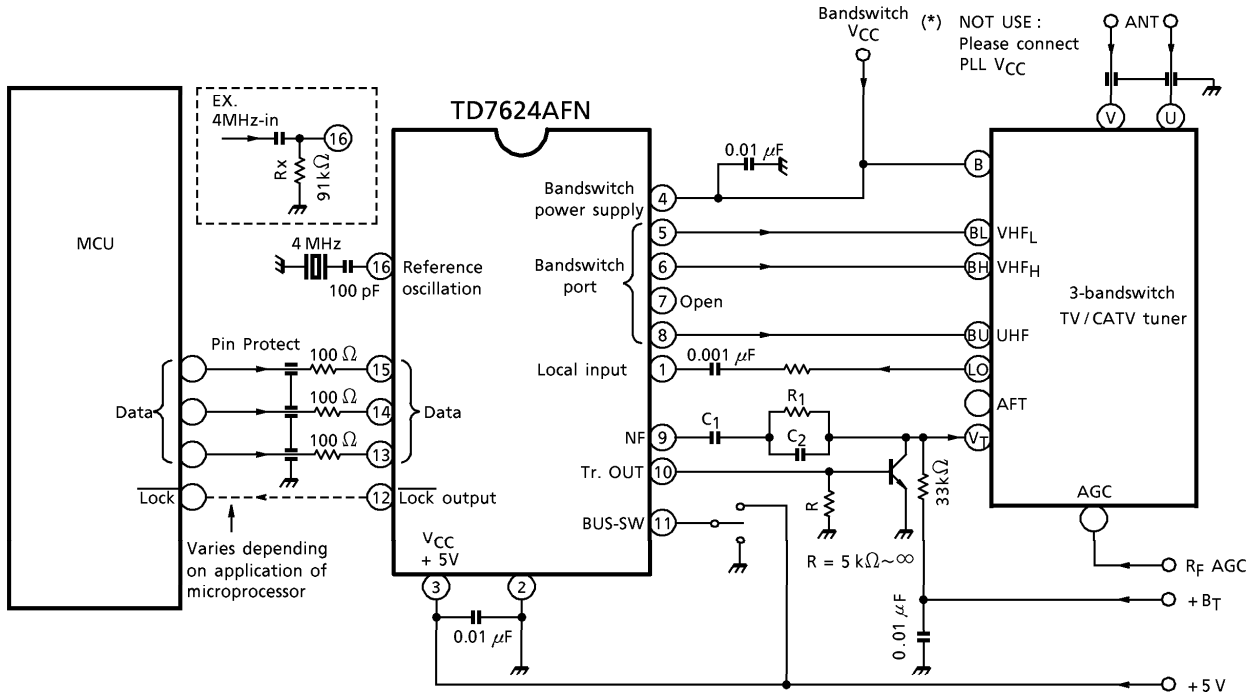 Bandswitch
VCC
(*) NOT USE :
Please connect
PLL VCC
ANT
V
U
EX.
4MHz-in
16
Rx
91kΩ
TD7624AFN
MCU
0.01 μF
B
Bandswitch
power supply
4
5
BL
VHFL
4 MHz
100 pF
16
Reference
oscillation
Bandswitch
port
6
BH
VHFH
7
Open
3-bandswitch
TV / CATV tuner
8
BU
UHF
Pin Protect
100 Ω
15
Local input
1
0.001 μF
LO
Data
100 Ω
14
Data
R1
AFT
C1
C2
NF
9
VT
100 Ω
13
Tr. OUT
10
33kΩ
Lock
12
Lock output
R
AGC
BUS-SW
11
VCC
+ 5V
R = 5 kΩ~∞
Varies depending
on application of
microprocessor
RF AGC
3
2
0.01 μF
0.01 μF
+BT
+5 V